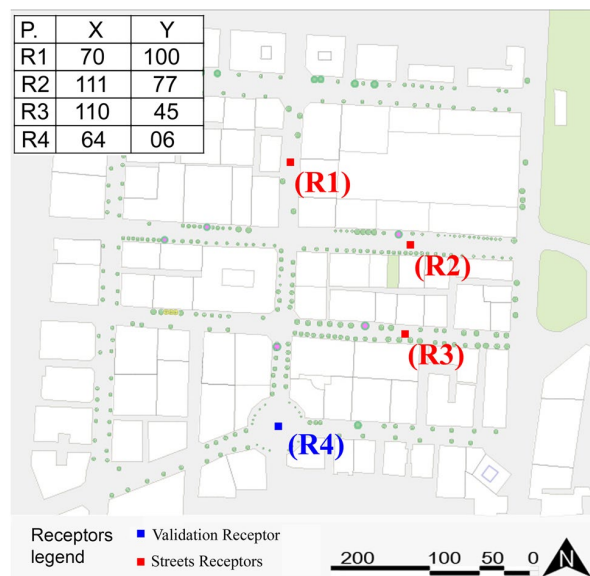 P. X Y
R1 70 100
R2 111 77
R3 110 45
R4 64 06
(R1)
(R2)
(R3)
(R4)
Receptors legend
Validation Receptor
Streets Receptors
200 100 50 0 N